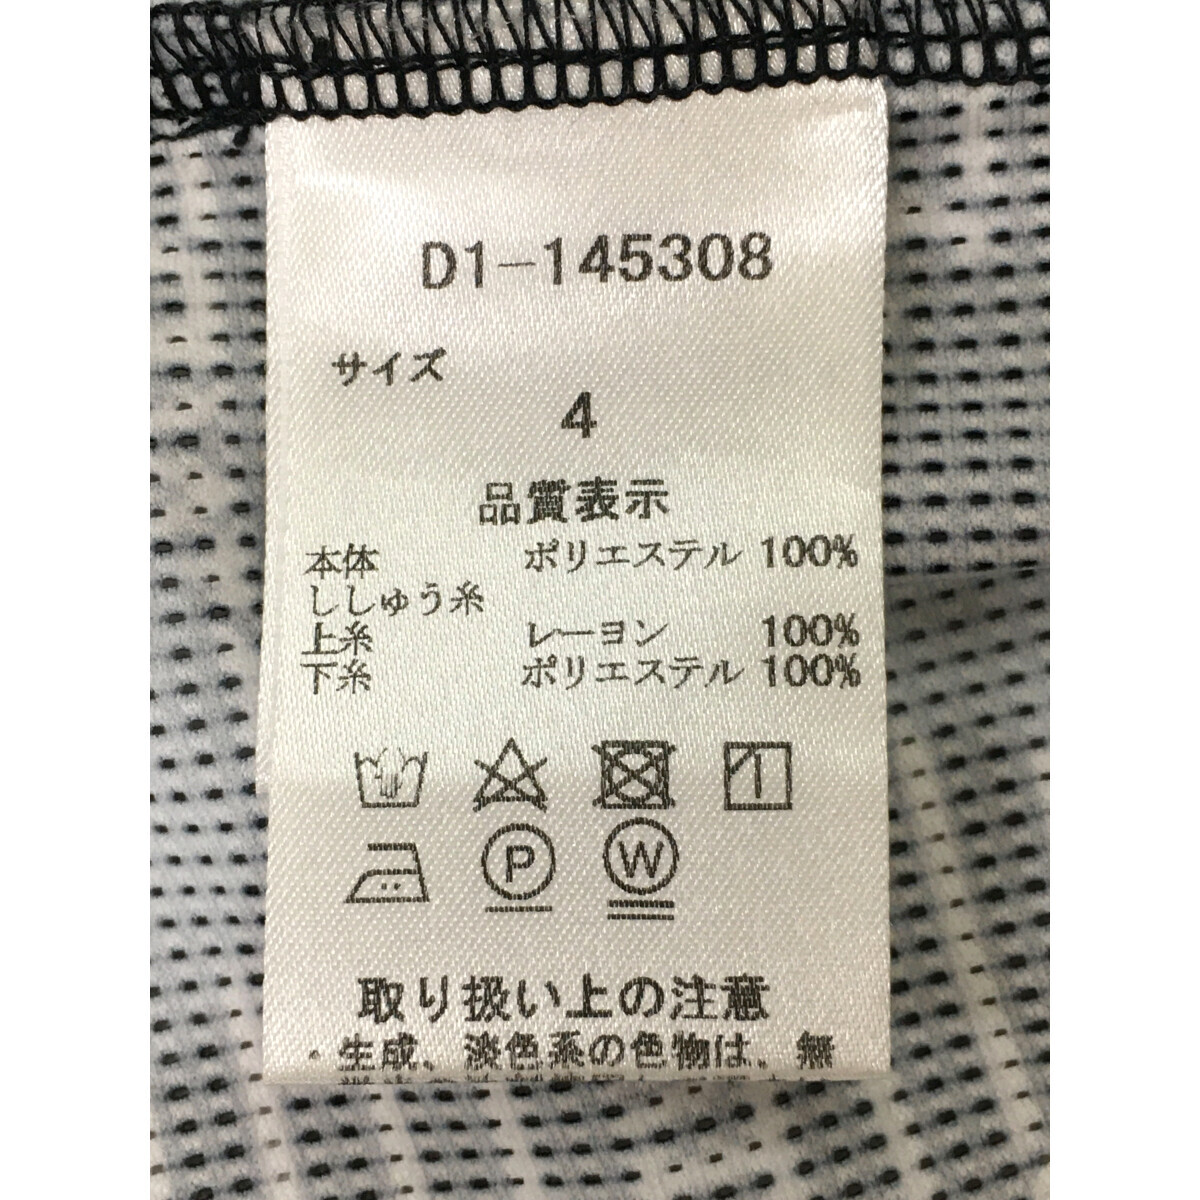 D1-145308
サイズ
4
品質表示
本体 ポリエステル 100%
ししゅう糸
上糸 レーヨン 100%
下糸 ポリエステル 100%
P W
取り扱い上の注意
・生成、淡色系の色物は、無